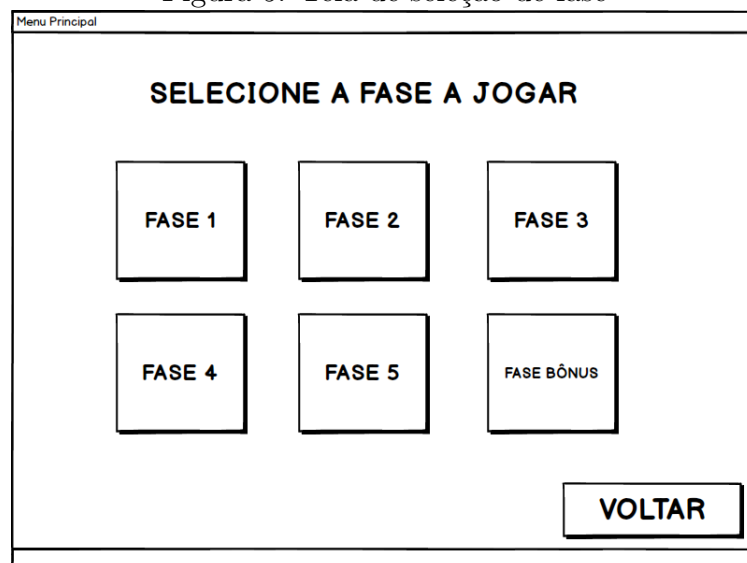 Menu Principal
SELECIONE A FASE A JOGAR
FASE 1 FASE 2 FASE 3
FASE 4 FASE 5 FASE BÔNUS
VOLTAR